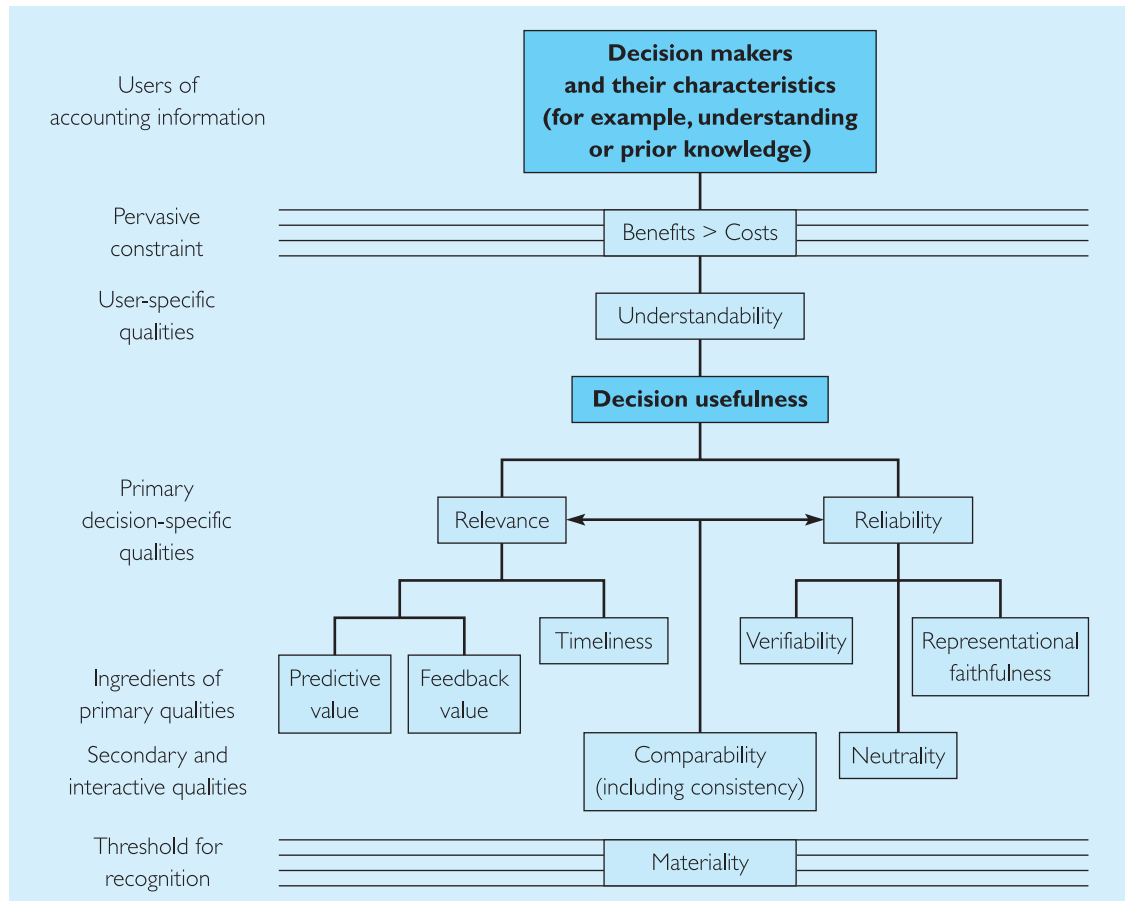 Users of
accounting information
Decision makers
and their characteristics
(for example, understanding
or prior knowledge)
Pervasive
constraint
Benefits > Costs
User-specific
qualities
Understandability
Decision usefulness
Primary
decision-specific
qualities
Relevance
Reliability
Ingredients of
primary qualities
Predictive
value
Feedback
value
Timeliness
Verifiability
Representational
faithfulness
Secondary and
interactive qualities
Comparability
(including consistency)
Neutrality
Threshold for
recognition
Materiality